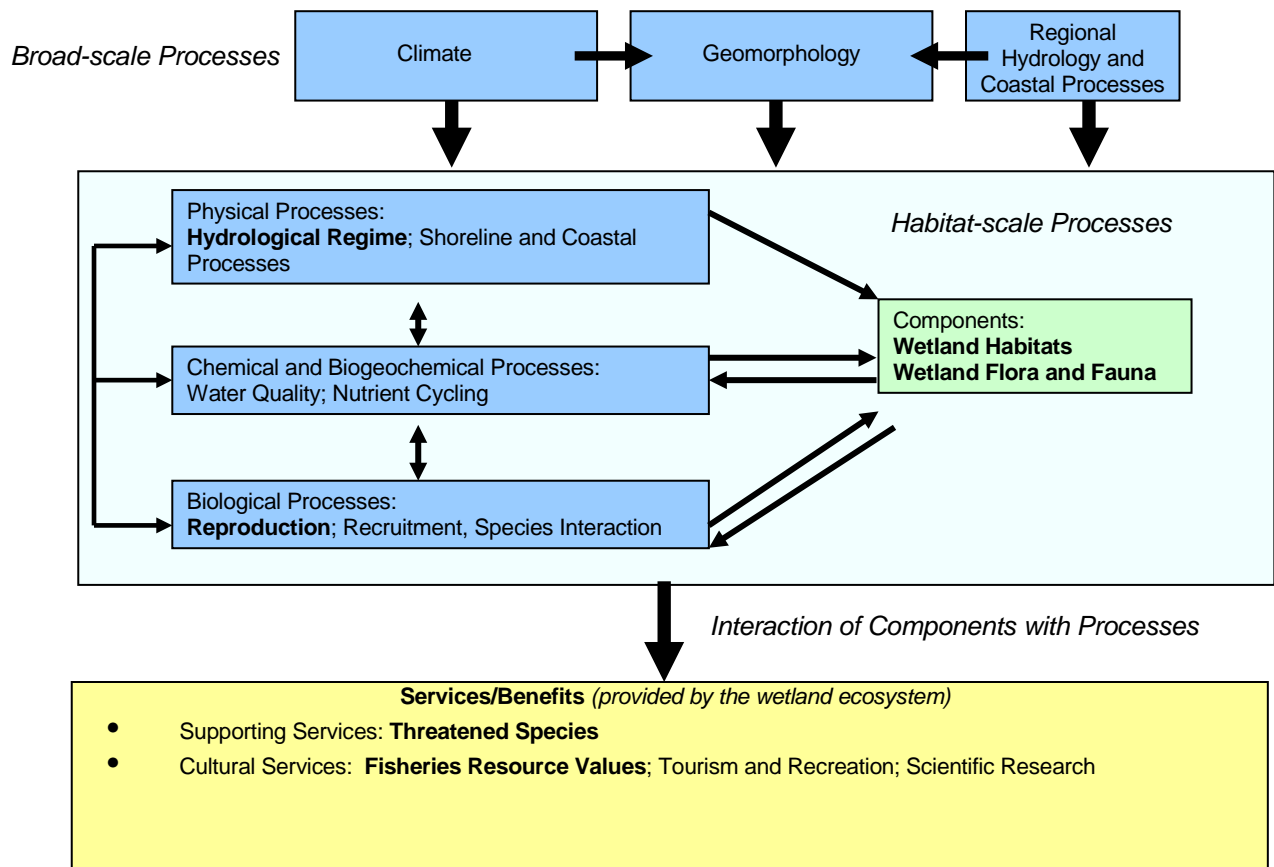 Broad-scale Processes
Climate
Geomorphology
Regional
Hydrology and
Coastal Processes
Habitat-scale Processes
Physical Processes:
Hydrological Regime; Shoreline and Coastal
Processes
Chemical and Biogeochemical Processes:
Water Quality; Nutrient Cycling
Biological Processes:
Reproduction; Recruitment, Species Interaction
Components:
Wetland Habitats
Wetland Flora and Fauna
Interaction of Components with Processes
Services/Benefits (provided by the wetland ecosystem)
• Supporting Services: Threatened Species
• Cultural Services: Fisheries Resource Values; Tourism and Recreation; Scientific Research